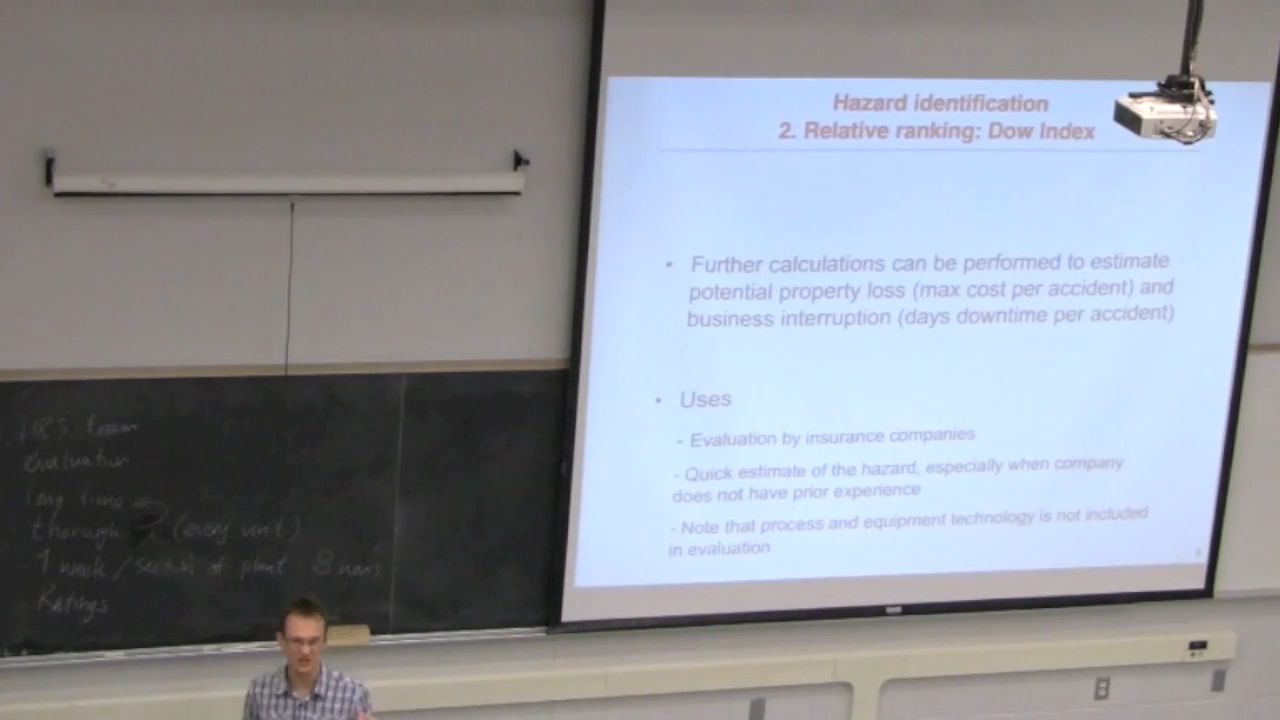 Hazard identification
2. Relative ranking: Dow Index
• Further calculations can be performed to estimate
potential property loss (max cost per accident) and
business interruption (days downtime per accident)
• Uses
- Evaluation by insurance companies
- Quick estimate of the hazard, especially when company
does not have prior experience
- Note that process and equipment technology is not included
in evaluation
evaluation
long time
thorough (every unit)
1 week / section of plant 8 hours
Ratings